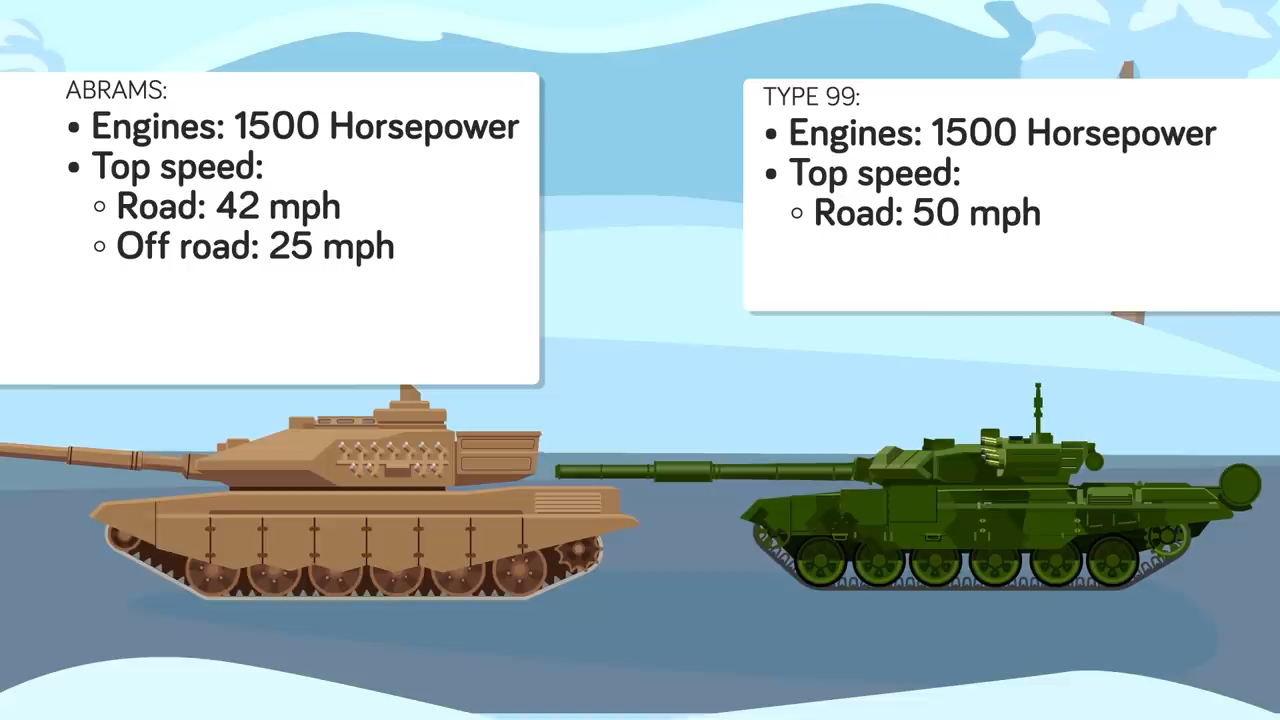 ABRAMS:
• Engines: 1500 Horsepower
• Top speed:
◦ Road: 42 mph
◦ Off road: 25 mph
TYPE 99:
• Engines: 1500 Horsepower
• Top speed:
◦ Road: 50 mph